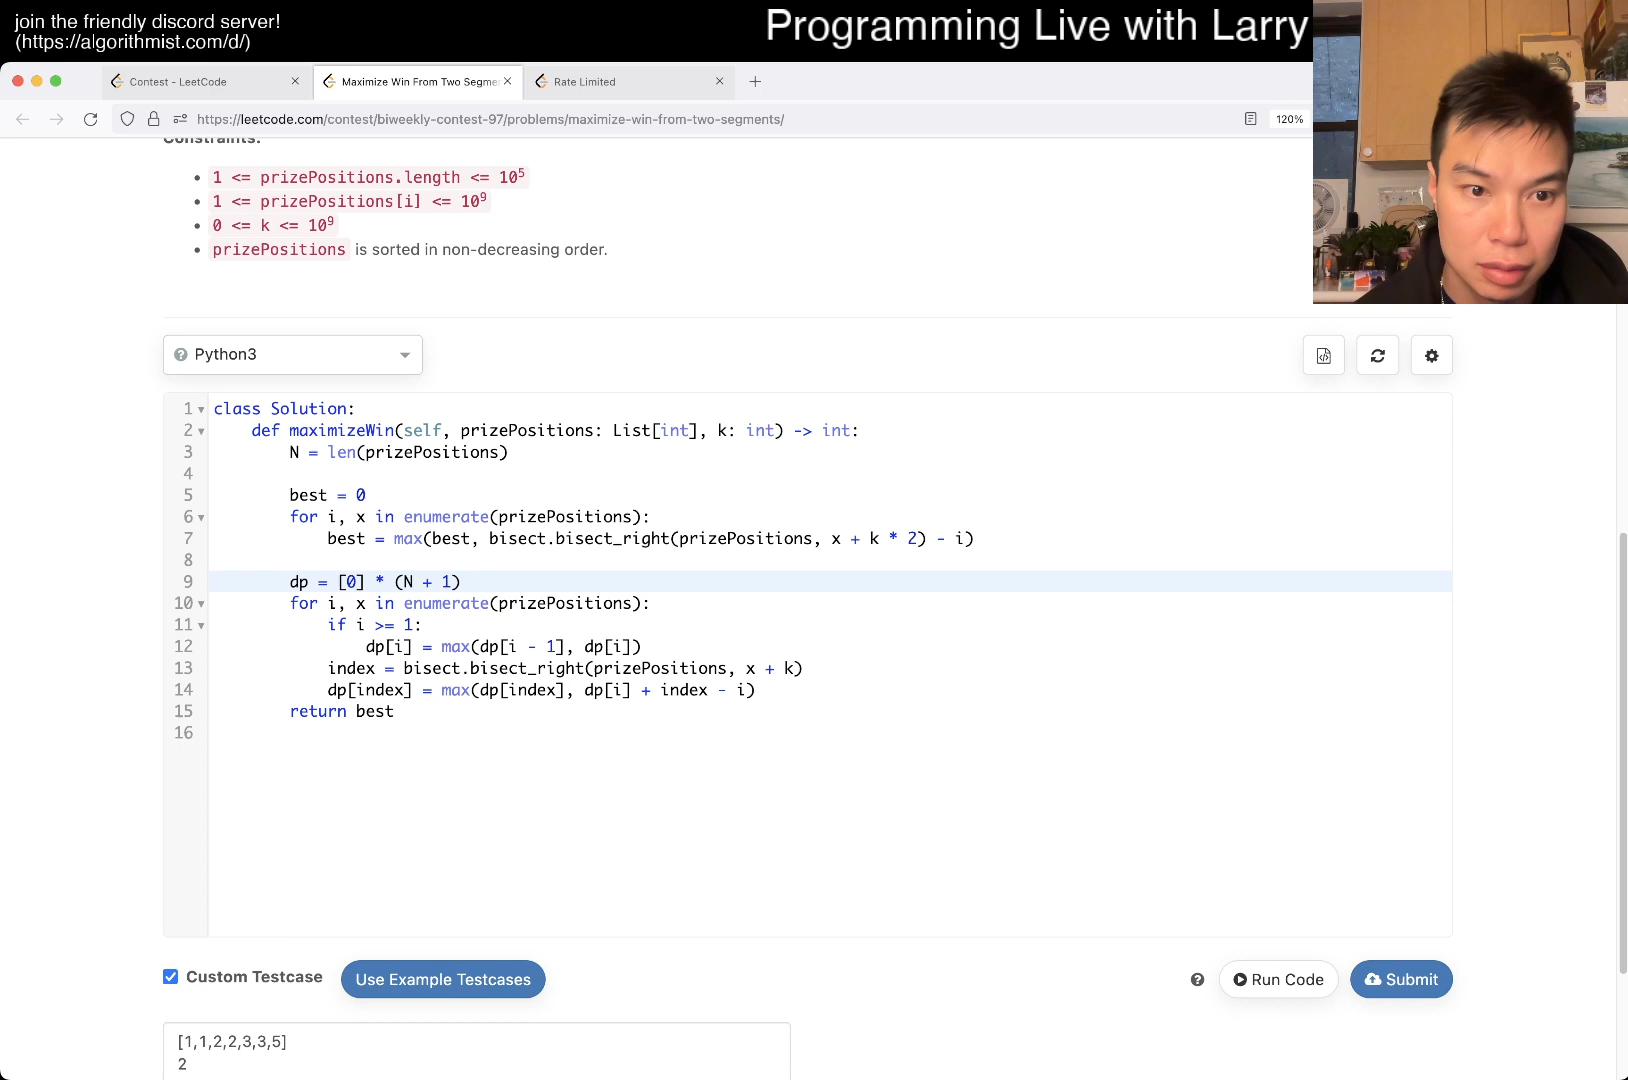 join the friendly discord server!
(https://algorithmist.com/d/)
Programming Live with Larry
Contest - LeetCode
Maximize Win From Two Segme
Rate Limited
https://leetcode.com/contest/biweekly-contest-97/problems/maximize-win-from-two-segments/
120%
Constraints:
1 <= prizePositions.length <= 10⁵
1 <= prizePositions[i] <= 10⁹
0 <= k <= 10⁹
prizePositions is sorted in non-decreasing order.
Python3
1 class Solution:
2     def maximizeWin(self, prizePositions: List[int], k: int) -> int:
3         N = len(prizePositions)
4
5         best = 0
6         for i, x in enumerate(prizePositions):
7             best = max(best, bisect.bisect_right(prizePositions, x + k * 2) - i)
8
9         dp = [0] * (N + 1)
10         for i, x in enumerate(prizePositions):
11             if i >= 1:
12                 dp[i] = max(dp[i - 1], dp[i])
13             index = bisect.bisect_right(prizePositions, x + k)
14             dp[index] = max(dp[index], dp[i] + index - i)
15         return best
16
Custom Testcase
Use Example Testcases
Run Code
Submit
[1,1,2,2,3,3,5]
2